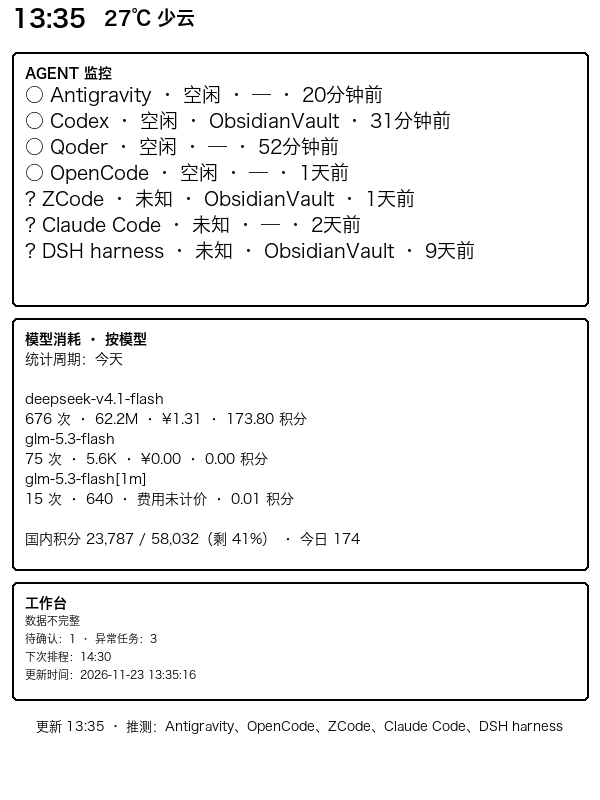 13:35 27℃ 少云
AGENT 监控
○ Antigravity · 空闲 · — · 20分钟前
○ Codex · 空闲 · ObsidianVault · 31分钟前
○ Qoder · 空闲 · — · 52分钟前
○ OpenCode · 空闲 · — · 1天前
? ZCode · 未知 · ObsidianVault · 1天前
? Claude Code · 未知 · — · 2天前
? DSH harness · 未知 · ObsidianVault · 9天前
模型消耗 · 按模型
统计周期：今天
deepseek-v4.1-flash
676 次 · 62.2M · ¥1.31 · 173.80 积分
glm-5.3-flash
75 次 · 5.6K · ¥0.00 · 0.00 积分
glm-5.3-flash[1m]
15 次 · 640 · 费用未计价 · 0.01 积分
国内积分 23,787 / 58,032（剩 41%） · 今日 174
工作台
数据不完整
待确认：1 · 异常任务：3
下次排程：14:30
更新时间：2026-11-23 13:35:16
更新 13:35 · 推测：Antigravity、OpenCode、ZCode、Claude Code、DSH harness